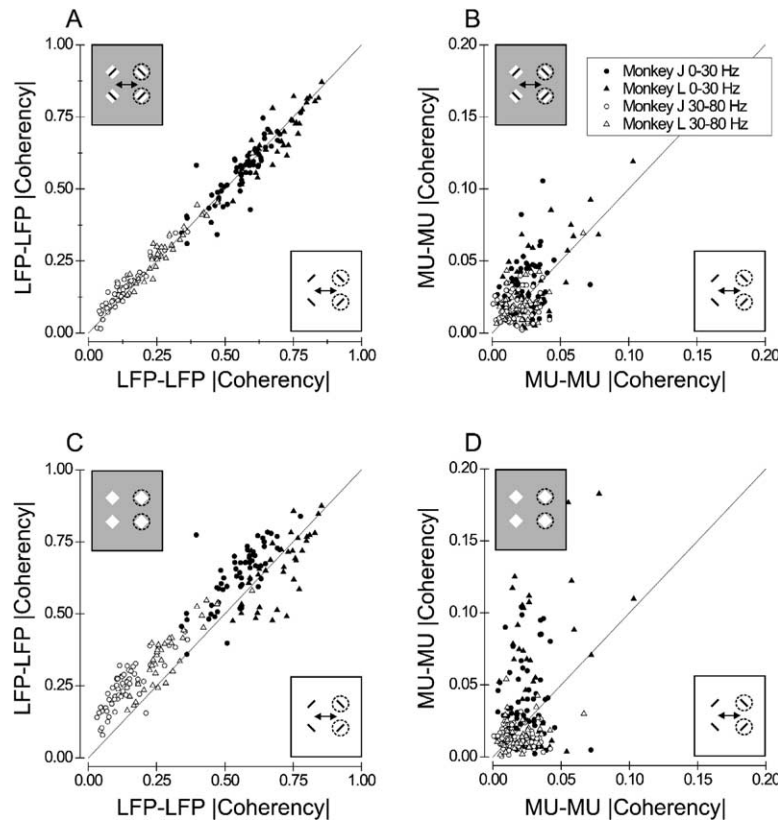 A
1.00
0.75
0.50
0.25
0.00
LFP-LFP |Coherency|
0.00 0.25 0.50 0.75 1.00
LFP-LFP |Coherency|
B
0.20
0.15
0.10
0.05
0.00
MU-MU |Coherency|
Monkey J 0-30 Hz
Monkey L 0-30 Hz
Monkey J 30-80 Hz
Monkey L 30-80 Hz
0.00 0.05 0.10 0.15 0.20
MU-MU |Coherency|
C
1.00
0.75
0.50
0.25
0.00
LFP-LFP |Coherency|
0.00 0.25 0.50 0.75 1.00
LFP-LFP |Coherency|
D
0.20
0.15
0.10
0.05
0.00
MU-MU |Coherency|
0.00 0.05 0.10 0.15 0.20
MU-MU |Coherency|